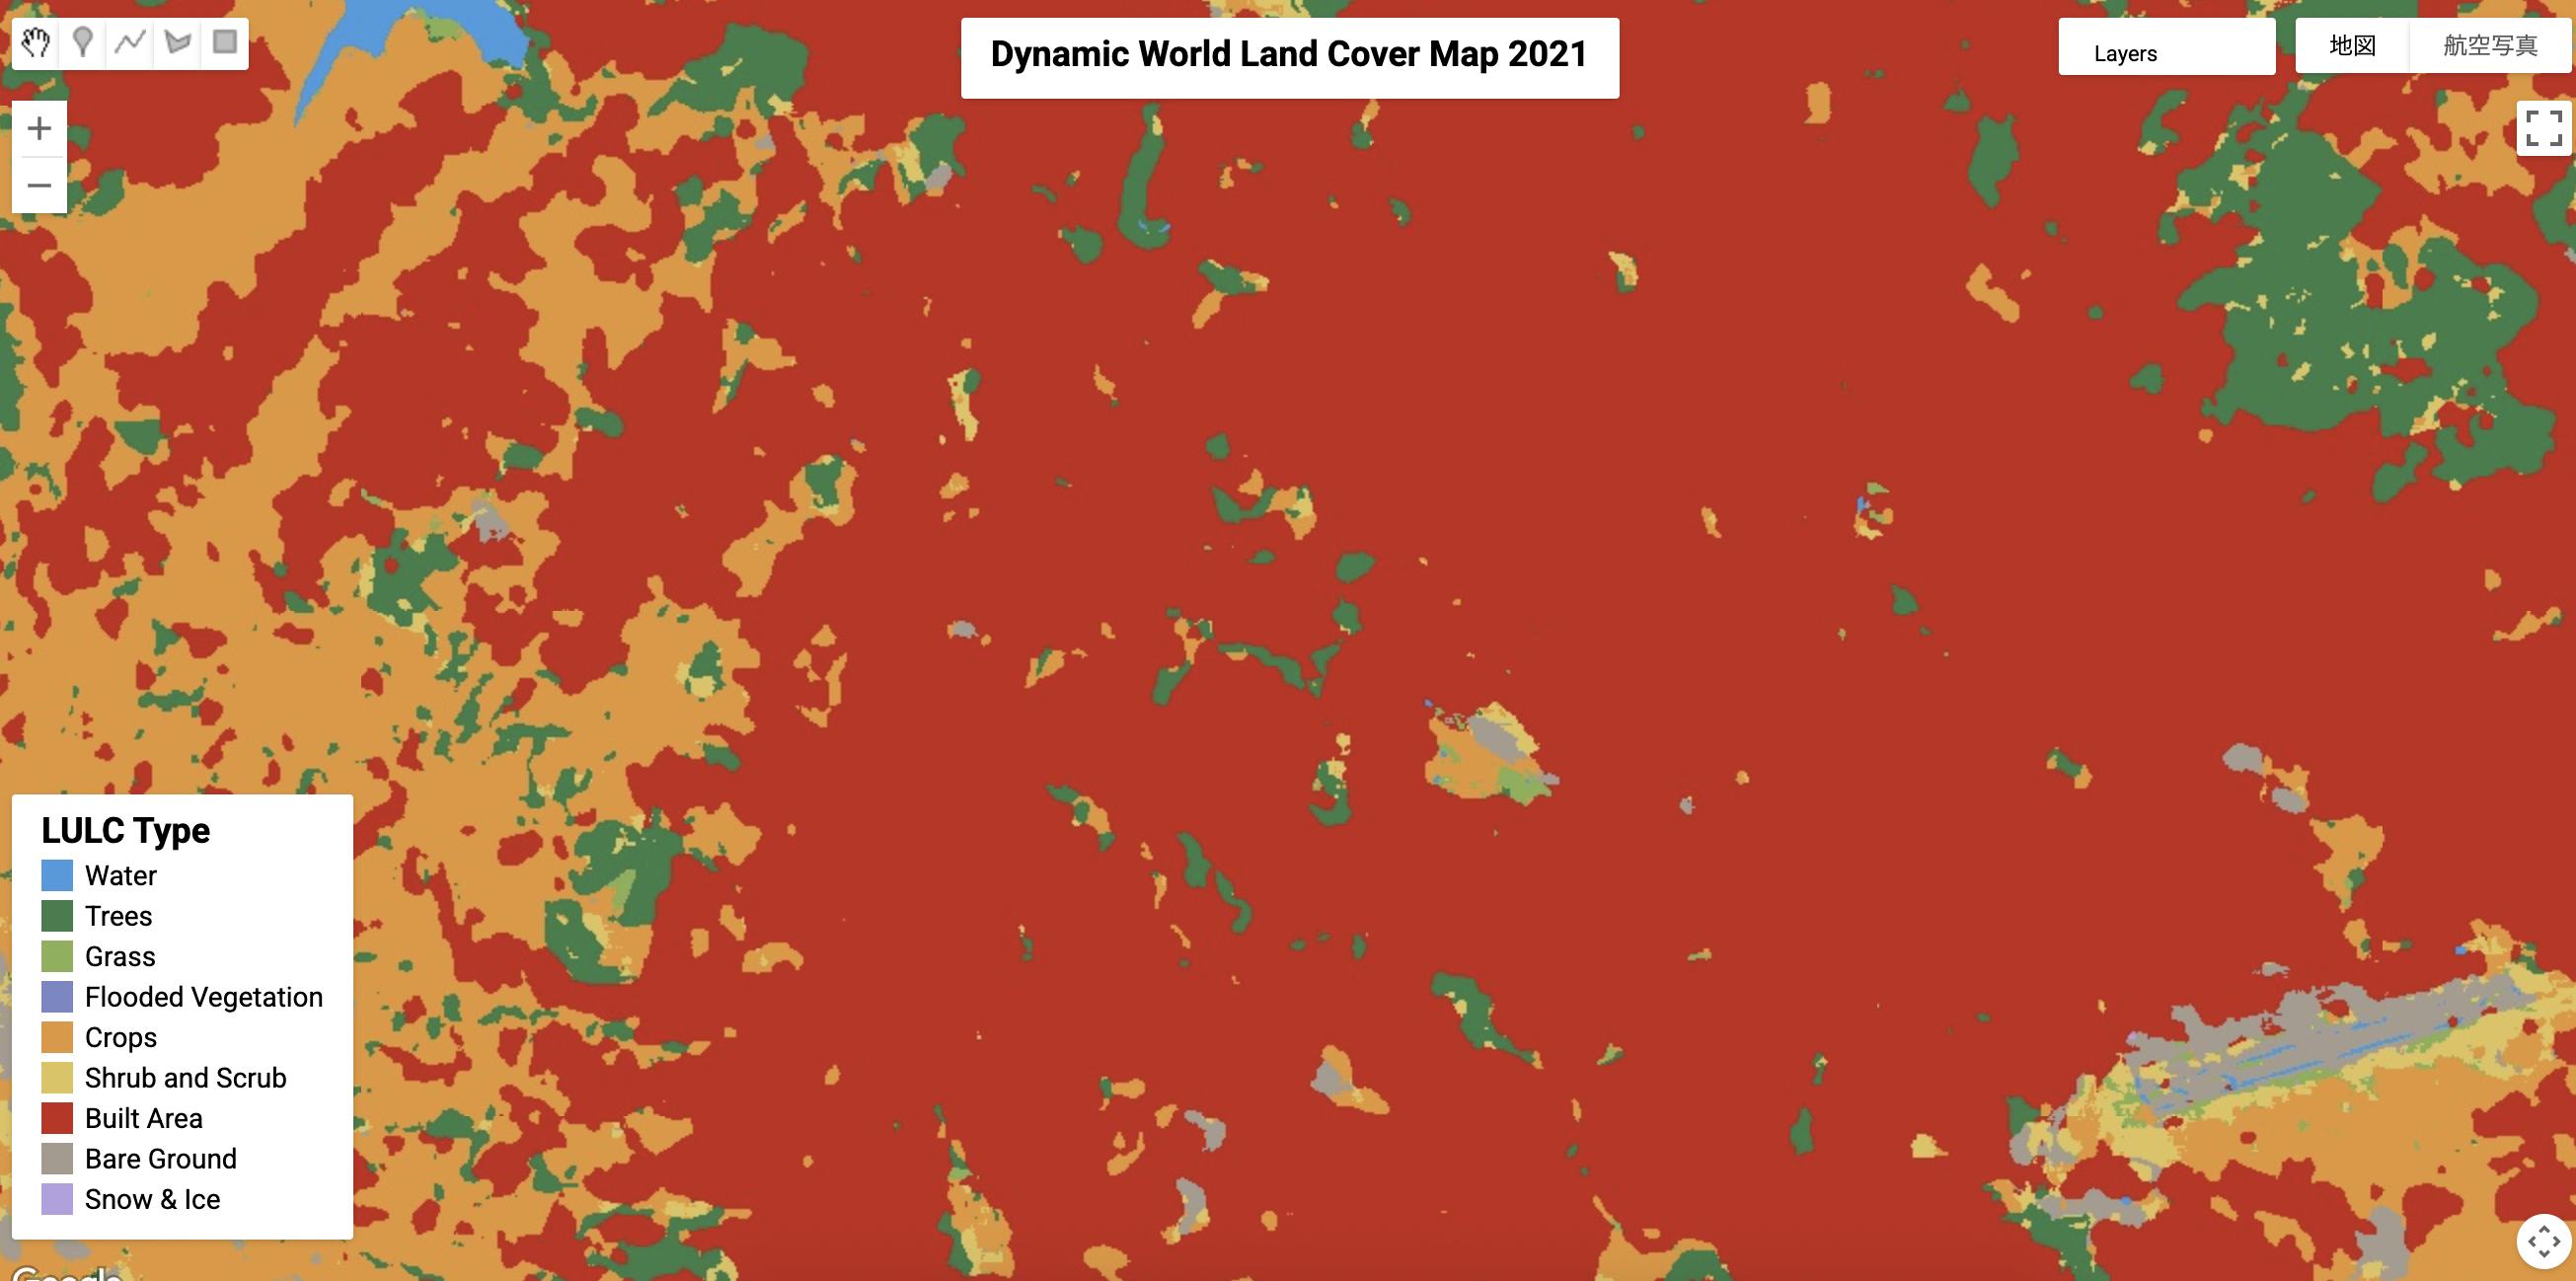 Dynamic World Land Cover Map 2021
Layers
地図
航空写真
LULC Type
Water
Trees
Grass
Flooded Vegetation
Crops
Shrub and Scrub
Built Area
Bare Ground
Snow & Ice
Google